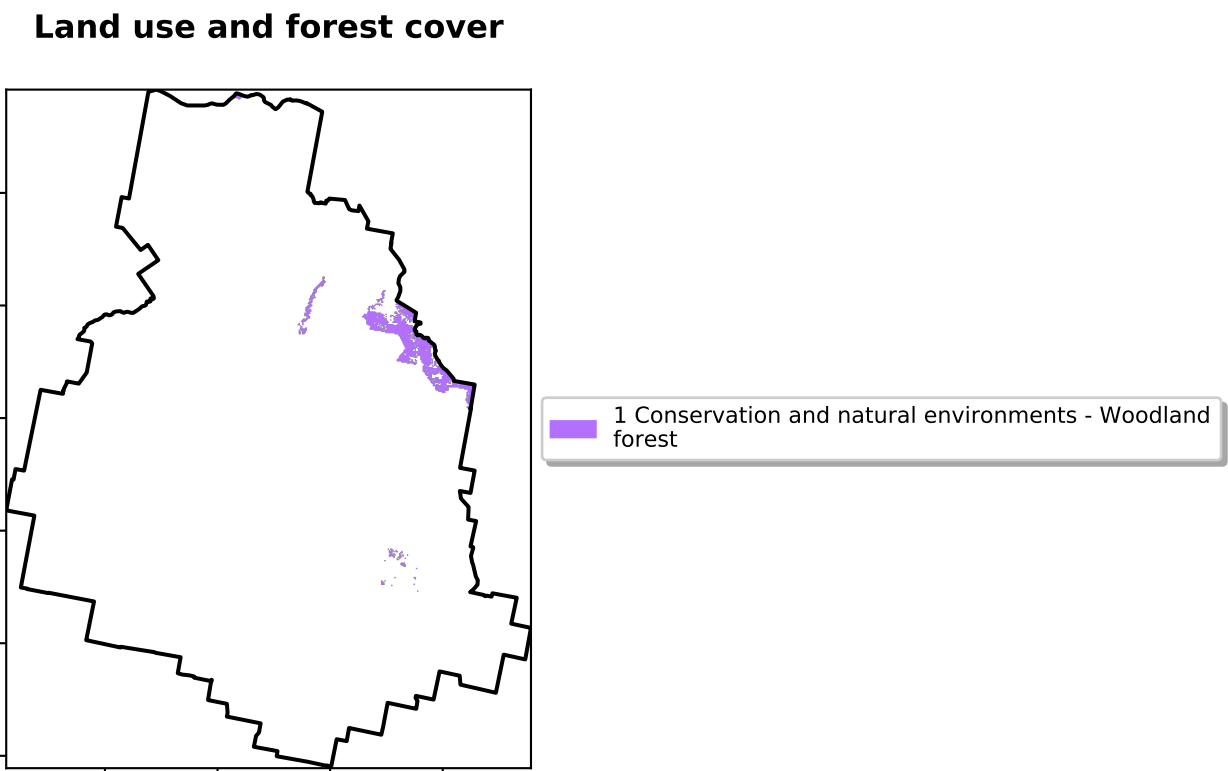 Land use and forest cover
1 Conservation and natural environments - Woodland
forest